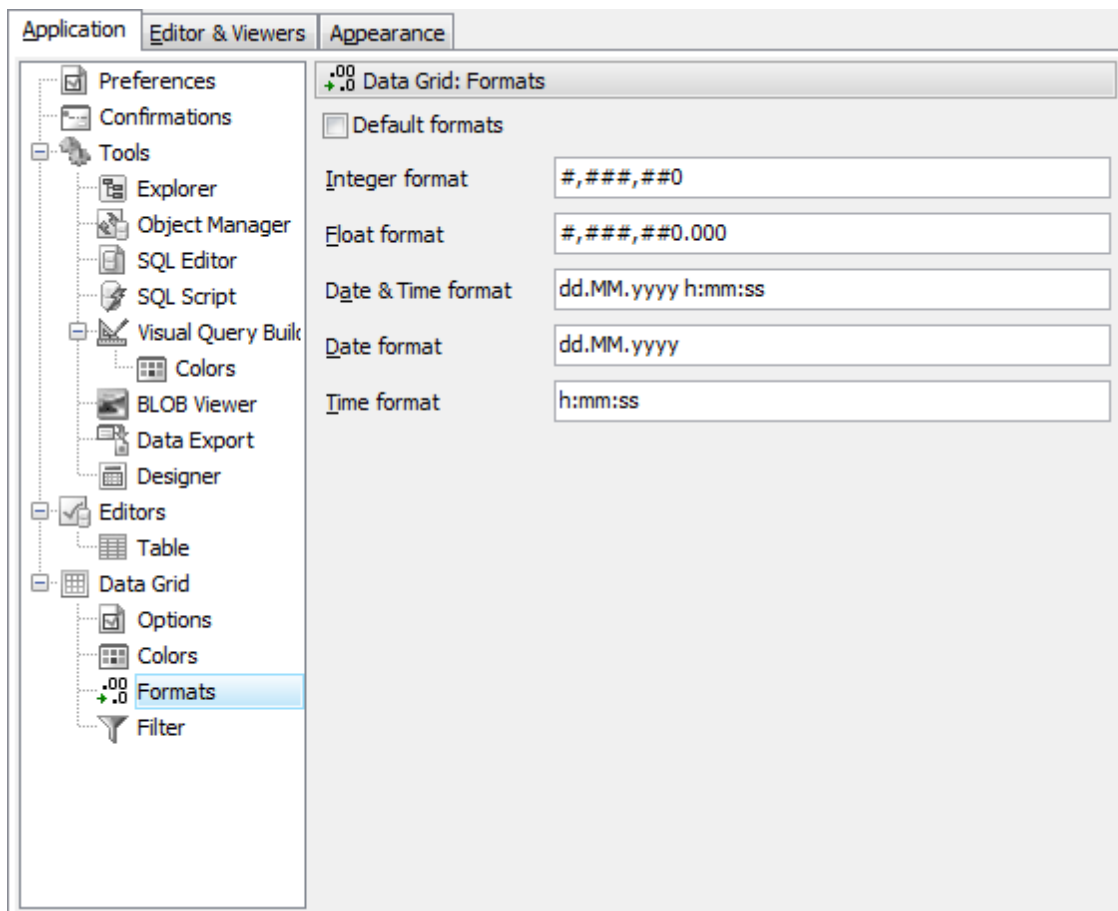 Application
Editor & Viewers
Appearance
Preferences
Confirmations
Tools
Explorer
Object Manager
SQL Editor
SQL Script
Visual Query Buil
Colors
BLOB Viewer
Data Export
Designer
Editors
Table
Data Grid
Options
Colors
Formats
Filter
Data Grid: Formats
Default formats
Integer format
#,###,##0
Float format
#,###,##0.000
Date & Time format
dd.MM.yyyy h:mm:ss
Date format
dd.MM.yyyy
Time format
h:mm:ss